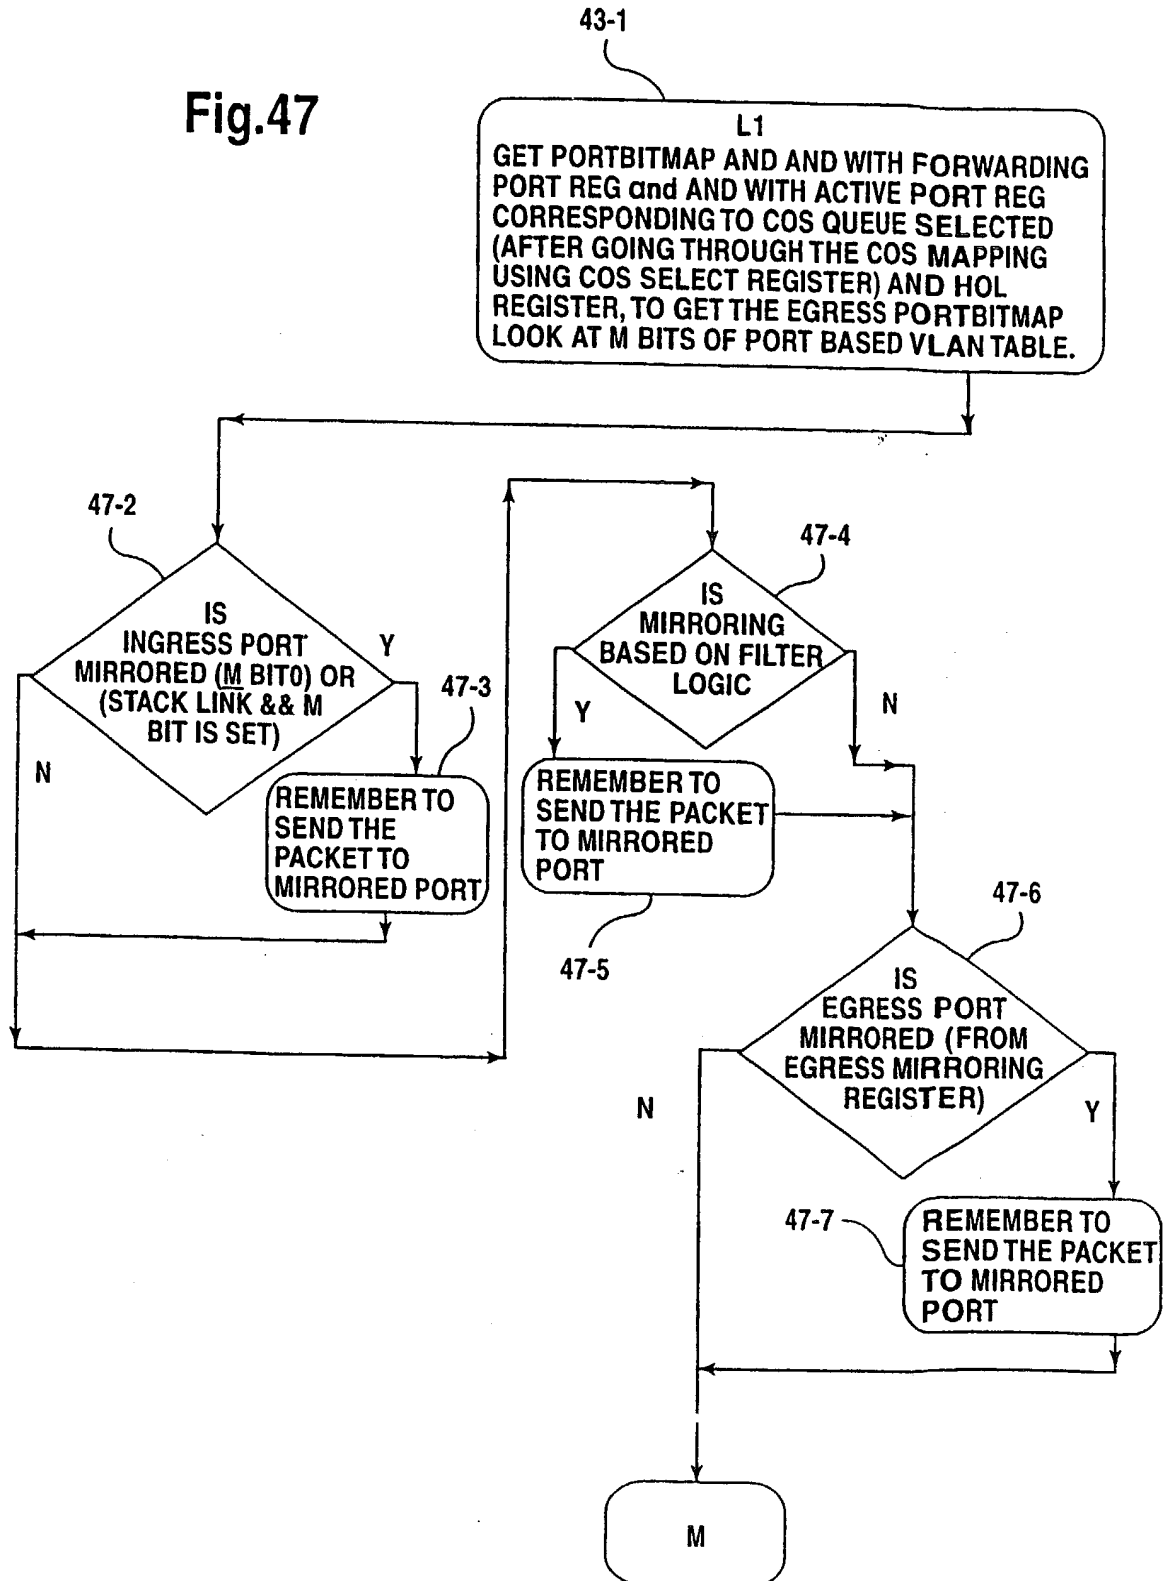 43-1
Fig.47
L1
GET PORTBITMAP AND AND WITH FORWARDING
PORT REG and AND WITH ACTIVE PORT REG
CORRESPONDING TO COS QUEUE SELECTED
(AFTER GOING THROUGH THE COS MAPPING
USING COS SELECT REGISTER) AND HOL
REGISTER, TO GET THE EGRESS PORTBITMAP
LOOK AT M BITS OF PORT BASED VLAN TABLE.
47-2
IS
INGRESS PORT
MIRRORED (M BIT0) OR
(STACK LINK && M
BIT IS SET)
Y
N
47-3
REMEMBER TO
SEND THE
PACKET TO
MIRRORED PORT
47-4
IS
MIRRORING
BASED ON FILTER
LOGIC
Y
N
REMEMBER TO
SEND THE PACKET
TO MIRRORED
PORT
47-5
47-6
IS
EGRESS PORT
MIRRORED (FROM
EGRESS MIRRORING
REGISTER)
N
Y
47-7
REMEMBER TO
SEND THE PACKET
TO MIRRORED
PORT
M